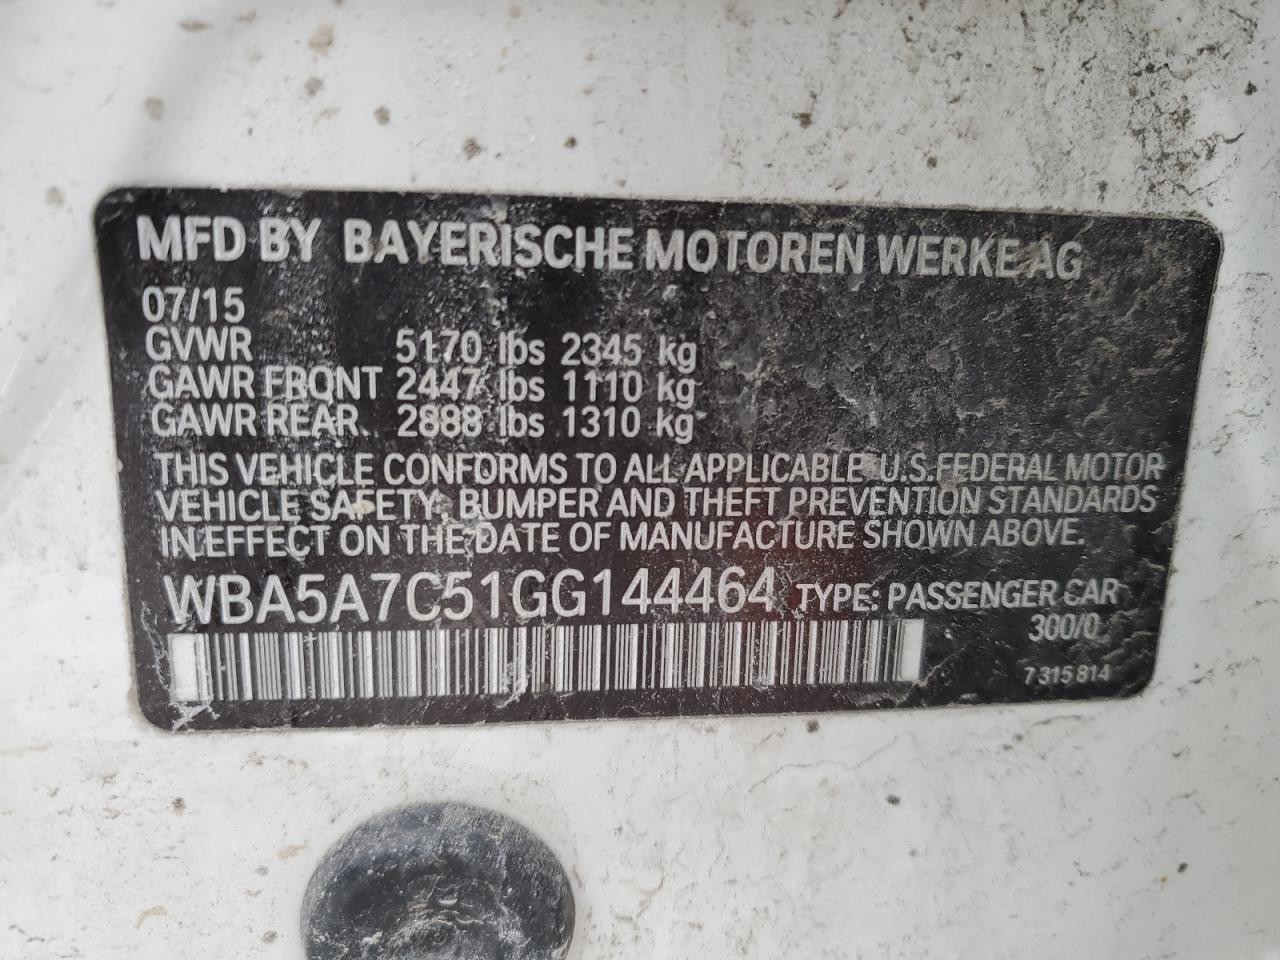 MFD BY BAYERISCHE MOTOREN WERKE AG
07/15
GVWR 5170 lbs 2345 kg
GAWR FRONT 2447 lbs 1110 kg
GAWR REAR 2888 lbs 1310 kg
THIS VEHICLE CONFORMS TO ALL APPLICABLE U.S. FEDERAL MOTOR
VEHICLE SAFETY, BUMPER AND THEFT PREVENTION STANDARDS
IN EFFECT ON THE DATE OF MANUFACTURE SHOWN ABOVE.
WBA5A7C51GG144464 TYPE: PASSENGER CAR
300/0
7 315 814